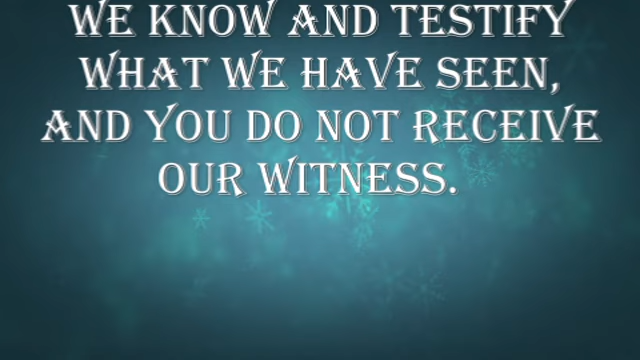 WE KNOW AND TESTIFY
WHAT WE HAVE SEEN,
AND YOU DO NOT RECEIVE
OUR WITNESS.